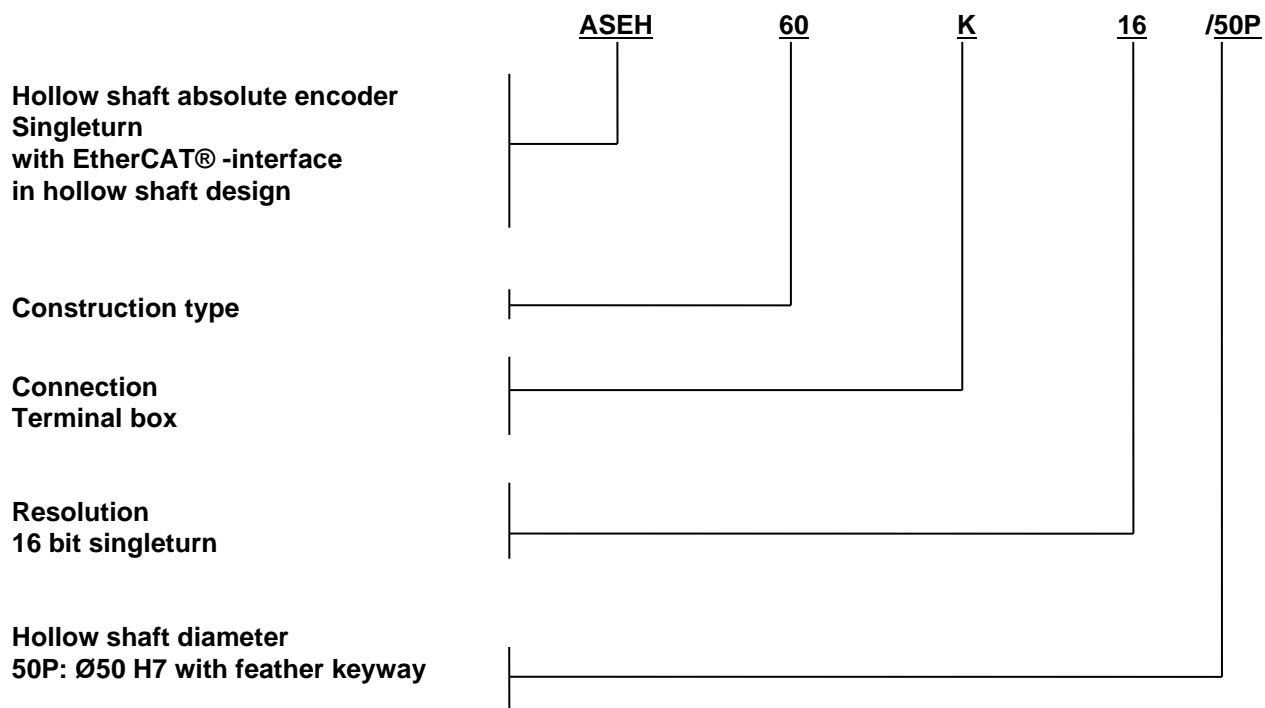 ASEH 60 K 16 /50P
Hollow shaft absolute encoder
Singleturn
with EtherCAT® -interface
in hollow shaft design
Construction type
Connection
Terminal box
Resolution
16 bit singleturn
Hollow shaft diameter
50P: Ø50 H7 with feather keyway